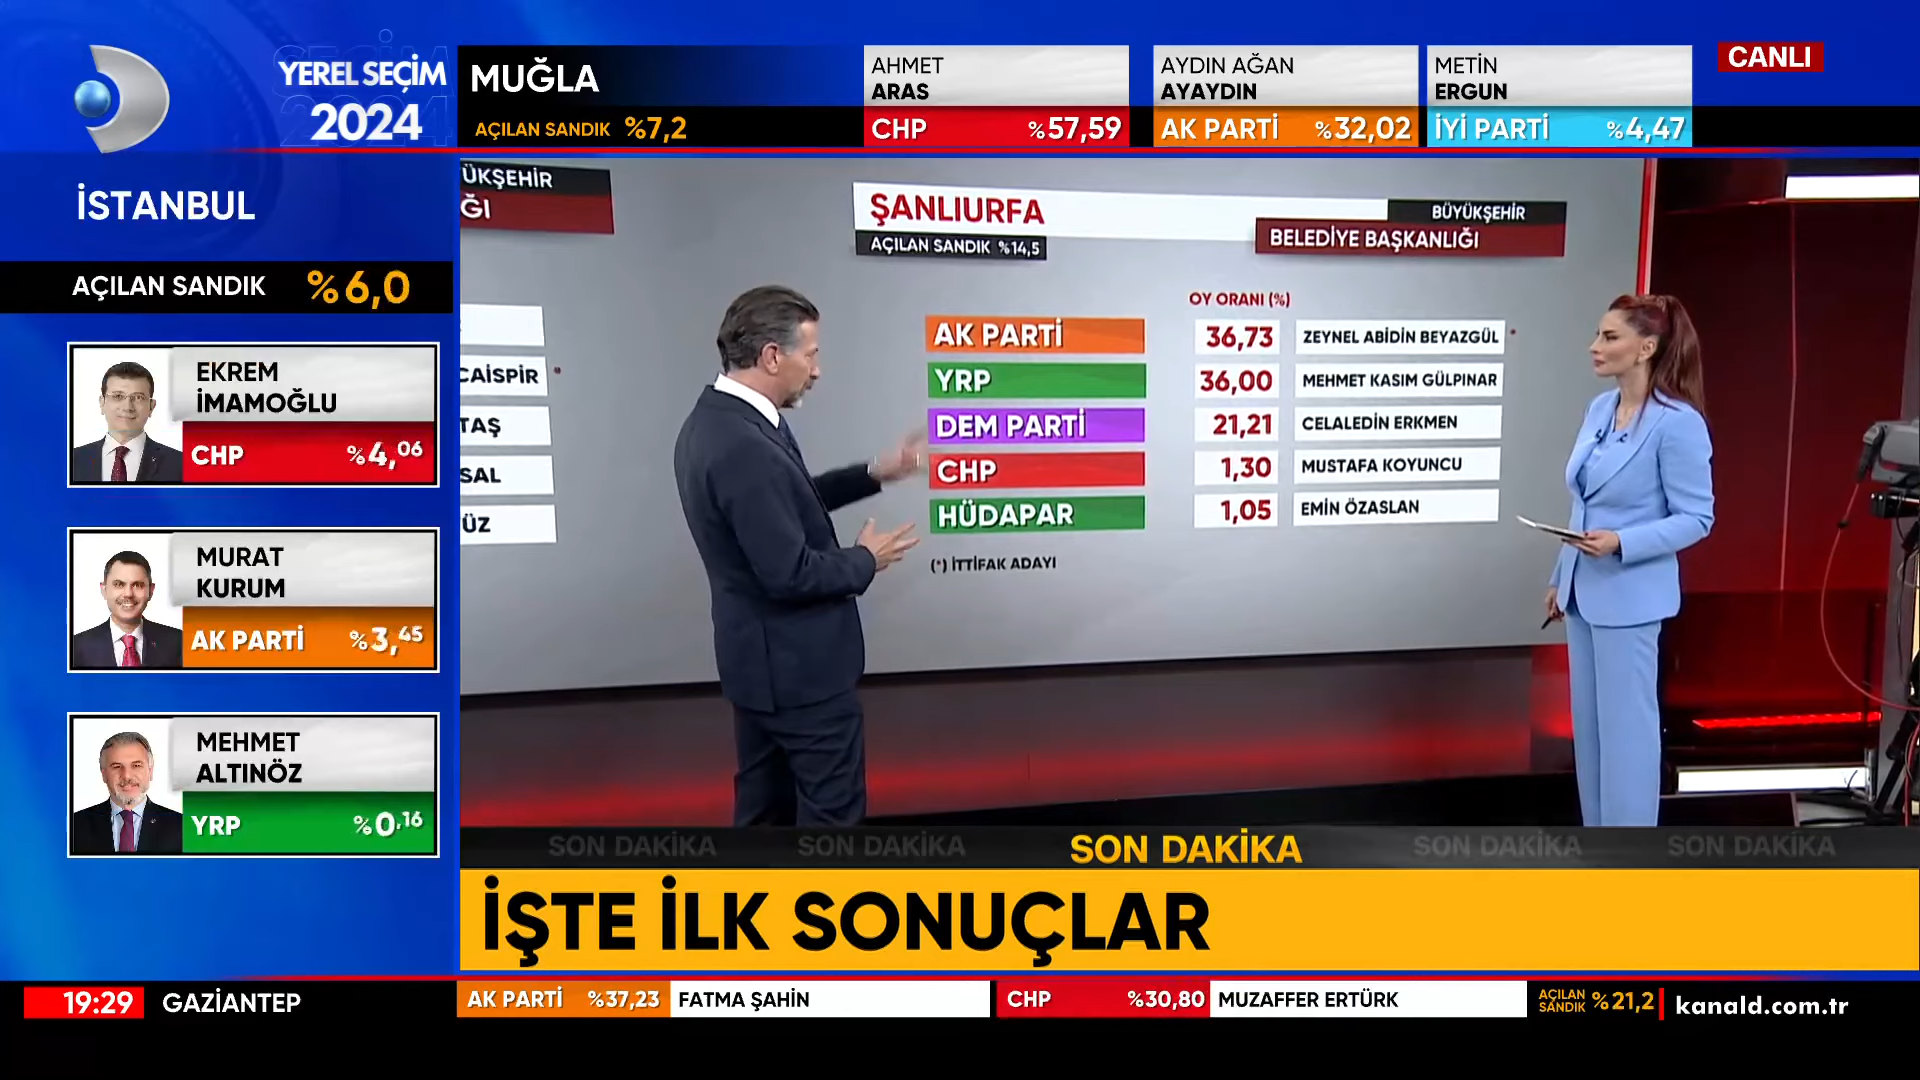 YEREL SEÇİM
2024
MUĞLA
AÇILAN SANDIK %7,2
AHMET
ARAS
CHP %57,59
AYDIN AĞAN
AYAYDIN
AK PARTİ %32,02
METİN
ERGUN
İYİ PARTİ %4,47
CANLI
İSTANBUL
AÇILAN SANDIK %6,0
EKREM
İMAMOĞLU
CHP %4,06
MURAT
KURUM
AK PARTİ %3,45
MEHMET
ALTINÖZ
YRP %0,16
ÜKŞEHİR
ĞI
CAİSPİR *
TAŞ
SAL
ÜZ
ŞANLIURFA
AÇILAN SANDIK %14,5
BÜYÜKŞEHİR
BELEDİYE BAŞKANLIĞI
OY ORANI (%)
AK PARTİ 36,73 ZEYNEL ABİDİN BEYAZGÜL *
YRP 36,00 MEHMET KASIM GÜLPINAR
DEM PARTİ 21,21 CELALEDİN ERKMEN
CHP 1,30 MUSTAFA KOYUNCU
HÜDAPAR 1,05 EMİN ÖZASLAN
(*) İTTİFAK ADAYI
SON DAKİKA SON DAKİKA SON DAKİKA SON DAKİKA SON DAKİKA
İŞTE İLK SONUÇLAR
19:29 GAZİANTEP AK PARTİ %37,23 FATMA ŞAHİN CHP %30,80 MUZAFFER ERTÜRK AÇILAN SANDIK %21,2 kanald.com.tr